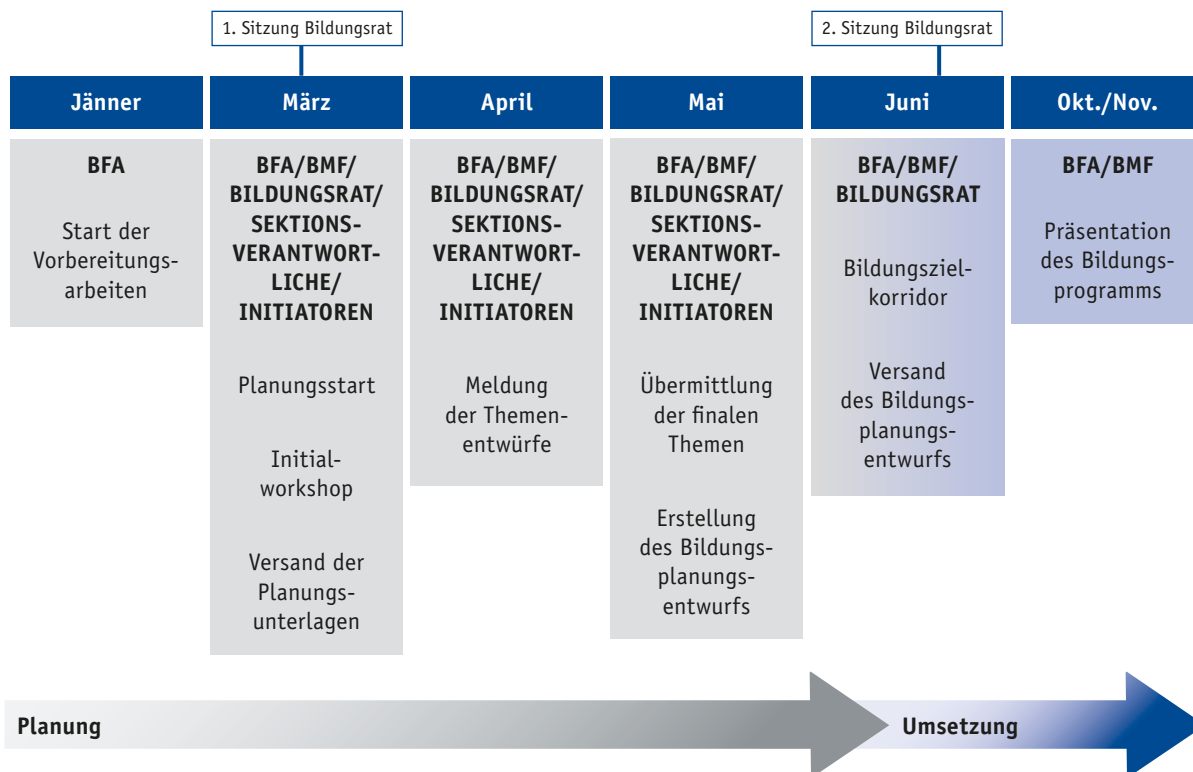 1. Sitzung Bildungsrat
2. Sitzung Bildungsrat
Jänner
März
April
Mai
Juni
Okt./Nov.
BFA
Start der
Vorbereitungs-
arbeiten
BFA/BMF/
BILDUNGSRAT/
SEKTIONS-
VERANTWORT-
LICHE/
INITIATOREN
Planungsstart
Initial-
workshop
Versand der
Planungs-
unterlagen
BFA/BMF/
BILDUNGSRAT/
SEKTIONS-
VERANTWORT-
LICHE/
INITIATOREN
Meldung
der Themen-
entwürfe
BFA/BMF/
BILDUNGSRAT/
SEKTIONS-
VERANTWORT-
LICHE/
INITIATOREN
Übermittlung
der finalen
Themen
Erstellung
des Bildungs-
planungs-
entwurfs
BFA/BMF/
BILDUNGSRAT
Bildungsziel-
korridor
Versand
des Bildungs-
planungs-
entwurfs
BFA/BMF
Präsentation
des Bildungs-
programms
Planung
Umsetzung